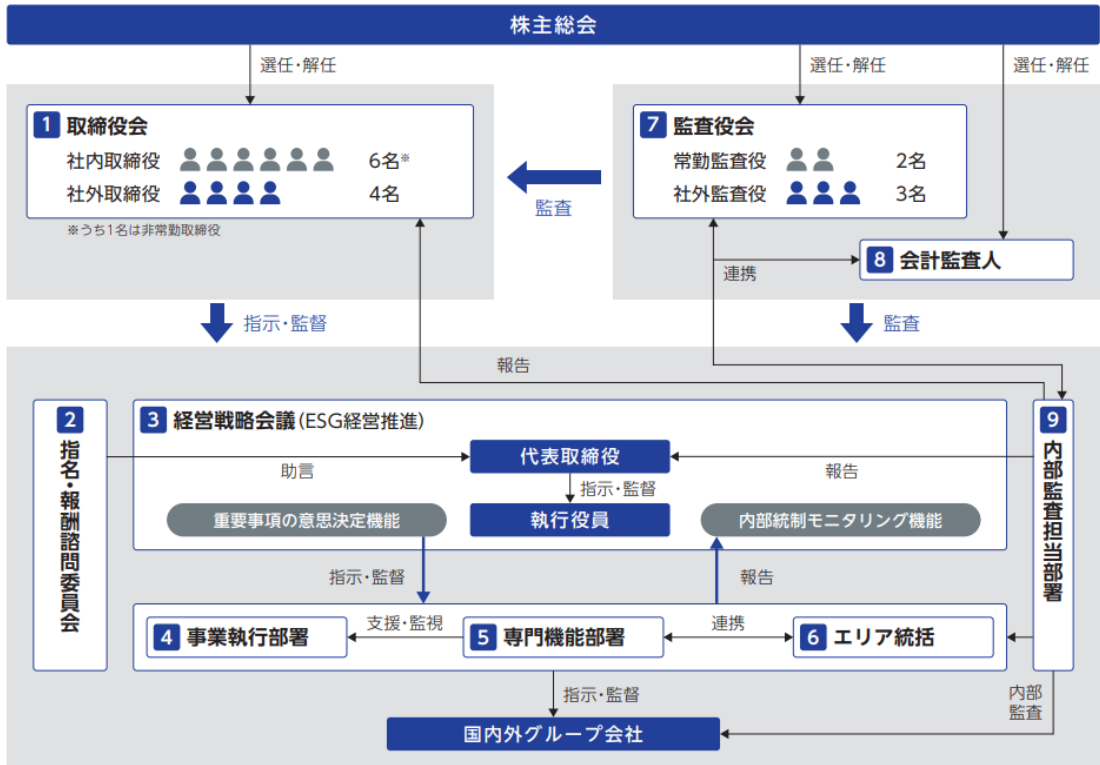 株主総会
選任・解任
選任・解任
選任・解任
1 取締役会
社内取締役 6名※
社外取締役 4名
※うち1名は非常勤取締役
監査
7 監査役会
常勤監査役 2名
社外監査役 3名
連携
8 会計監査人
指示・監督
監査
報告
2 指名・報酬諮問委員会
3 経営戦略会議(ESG経営推進)
代表取締役
助言
報告
指示・監督
重要事項の意思決定機能
執行役員
内部統制モニタリング機能
9 内部監査担当部署
指示・監督
報告
4 事業執行部署
支援・監視
5 専門機能部署
連携
6 エリア統括
指示・監督
内部
監査
国内外グループ会社